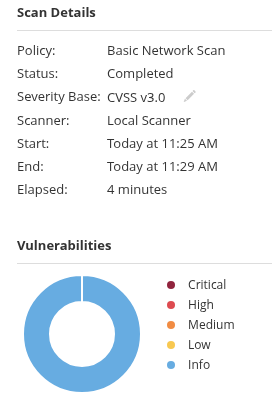 Scan Details
Policy: Basic Network Scan
Status: Completed
Severity Base: CVSS v3.0
Scanner: Local Scanner
Start: Today at 11:25 AM
End: Today at 11:29 AM
Elapsed: 4 minutes
Vulnerabilities
Critical
High
Medium
Low
Info